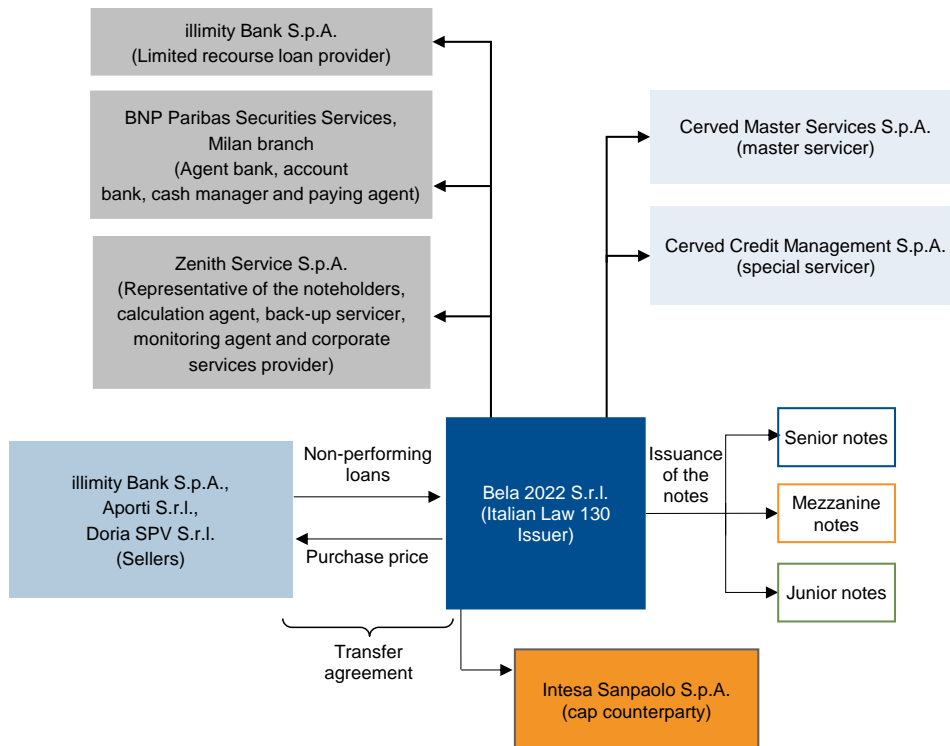 illimity Bank S.p.A.
(Limited recourse loan provider)
BNP Paribas Securities Services,
Milan branch
(Agent bank, account
bank, cash manager and paying agent)
Zenith Service S.p.A.
(Representative of the noteholders,
calculation agent, back-up servicer,
monitoring agent and corporate
services provider)
Cerved Master Services S.p.A.
(master servicer)
Cerved Credit Management S.p.A.
(special servicer)
illimity Bank S.p.A.,
Aporti S.r.l.,
Doria SPV S.r.l.
(Sellers)
Non-performing
loans
Purchase price
Transfer
agreement
Bela 2022 S.r.l.
(Italian Law 130
Issuer)
Issuance
of the
notes
Senior notes
Mezzanine
notes
Junior notes
Intesa Sanpaolo S.p.A.
(cap counterparty)